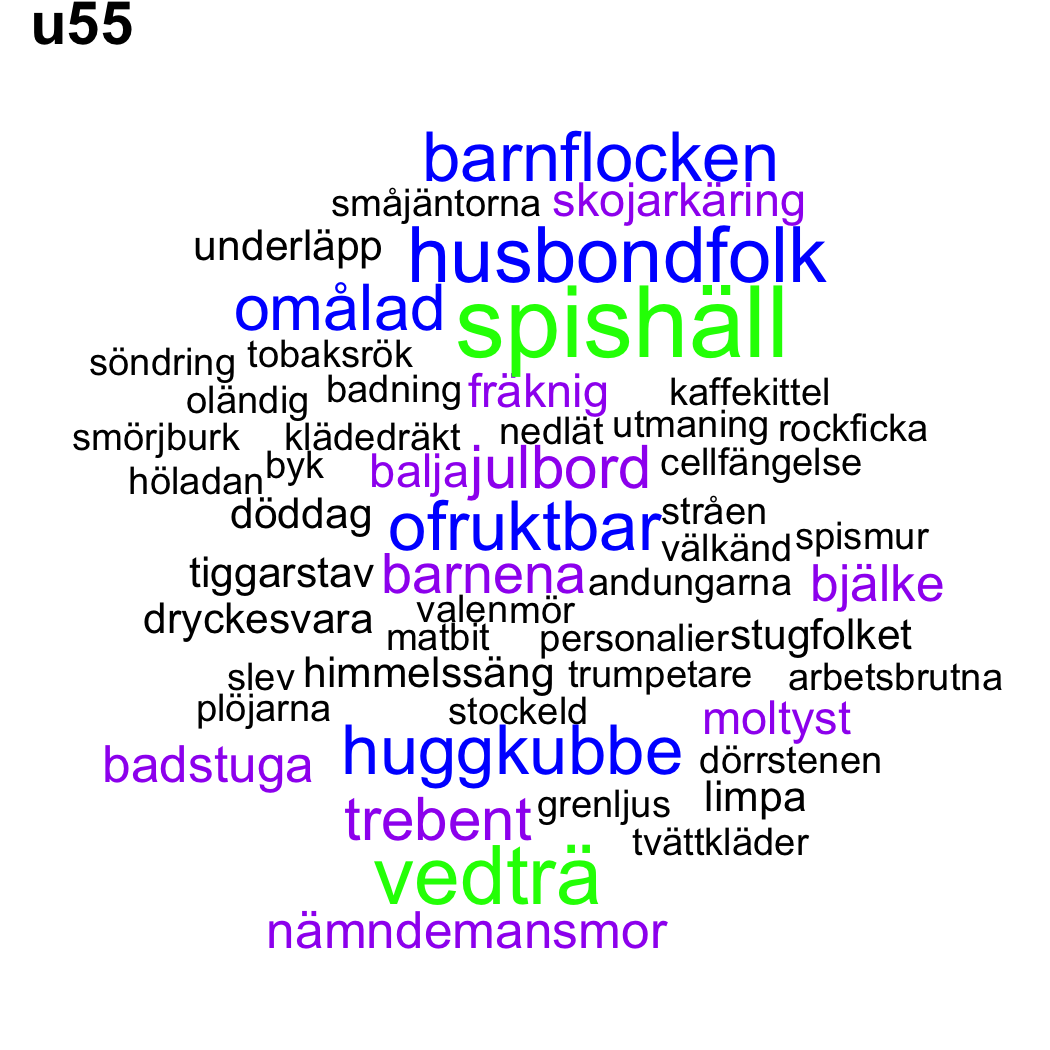 u55
barnflocken
småjäntorna skojarkäring
underläpp husbondfolk
omålad spishäll
söndring tobaksrök
oländig badning fräknig kaffekittel
smörjburk klädedräkt nedlät utmaning rockficka
höladan byk balja julbord cellfängelse
döddag ofruktbar stråen
välkänd spismur
tiggarstav barnena andungarna bjälke
dryckesvara valenmör
matbit personalier stugfolket
slev himmelssäng trumpetare arbetsbrutna
plöjarna stockeld moltyst
badstuga huggkubbe dörrstenen
trebent grenljus limpa
tvättkläder
vedträ
nämndemansmor